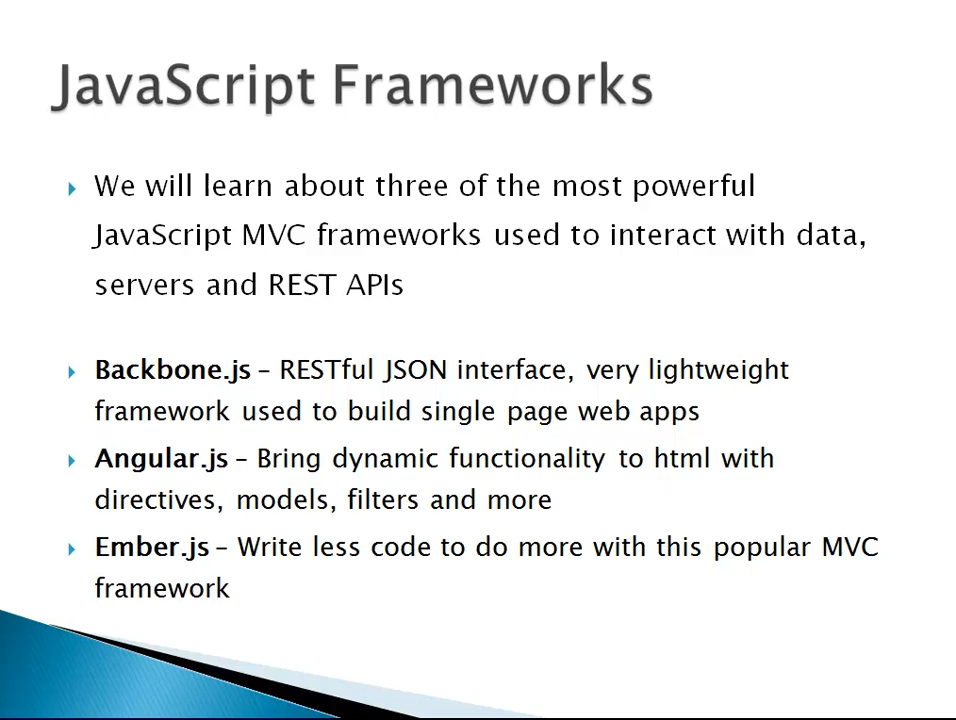 JavaScript Frameworks
We will learn about three of the most powerful
JavaScript MVC frameworks used to interact with data,
servers and REST APIs
Backbone.js – RESTful JSON interface, very lightweight
framework used to build single page web apps
Angular.js – Bring dynamic functionality to html with
directives, models, filters and more
Ember.js – Write less code to do more with this popular MVC
framework